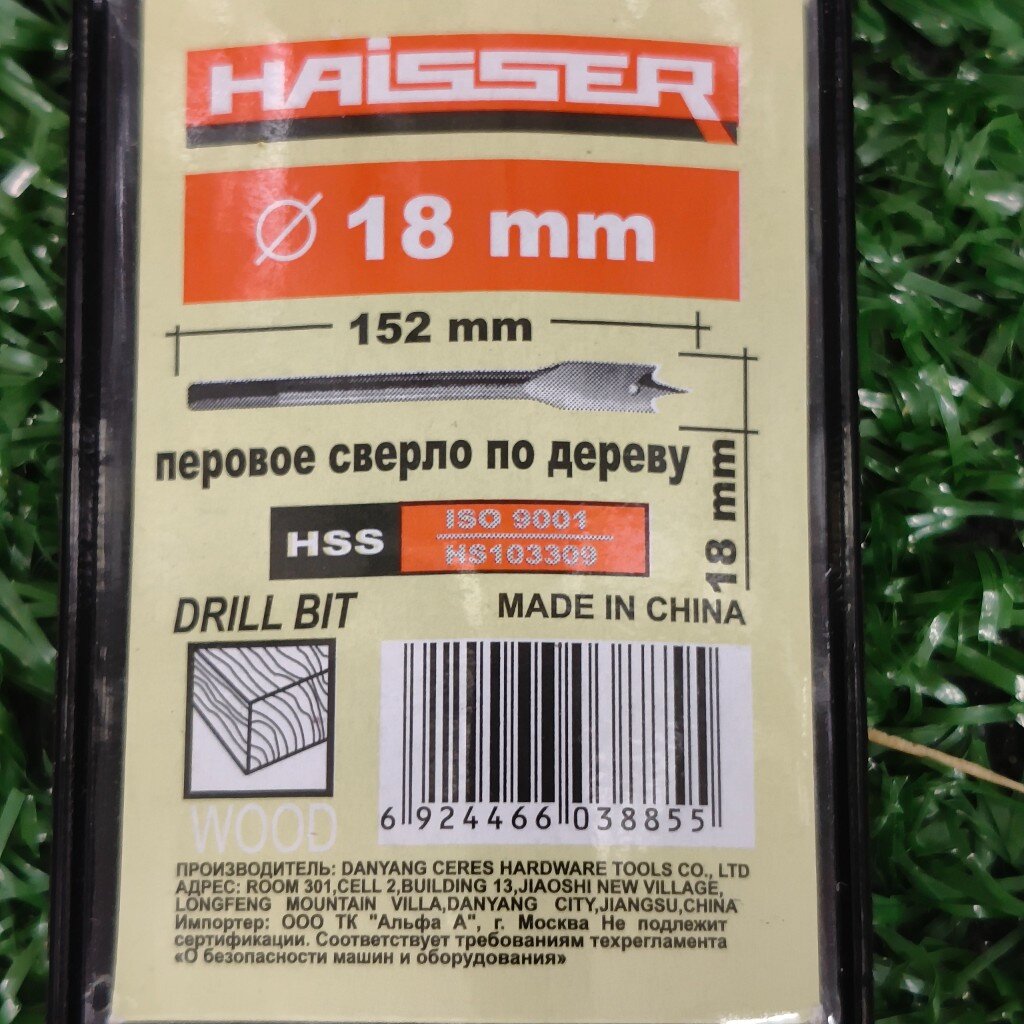 HAISSER
Ø 18 mm
152 mm
18 mm
перовое сверло по дереву
HSS
ISO 9001
HS103309
DRILL BIT
MADE IN CHINA
WOOD
6 924466 038855
ПРОИЗВОДИТЕЛЬ: DANYANG CERES HARDWARE TOOLS CO., LTD
АДРЕС: ROOM 301,CELL 2,BUILDING 13,JIAOSHI NEW VILLAGE,
LONGFENG MOUNTAIN VILLA,DANYANG CITY,JIANGSU,CHINA
Импортер: ООО ТК "Альфа А", г. Москва Не подлежит
сертификации. Соответствует требованиям техрегламента
«О безопасности машин и оборудования»